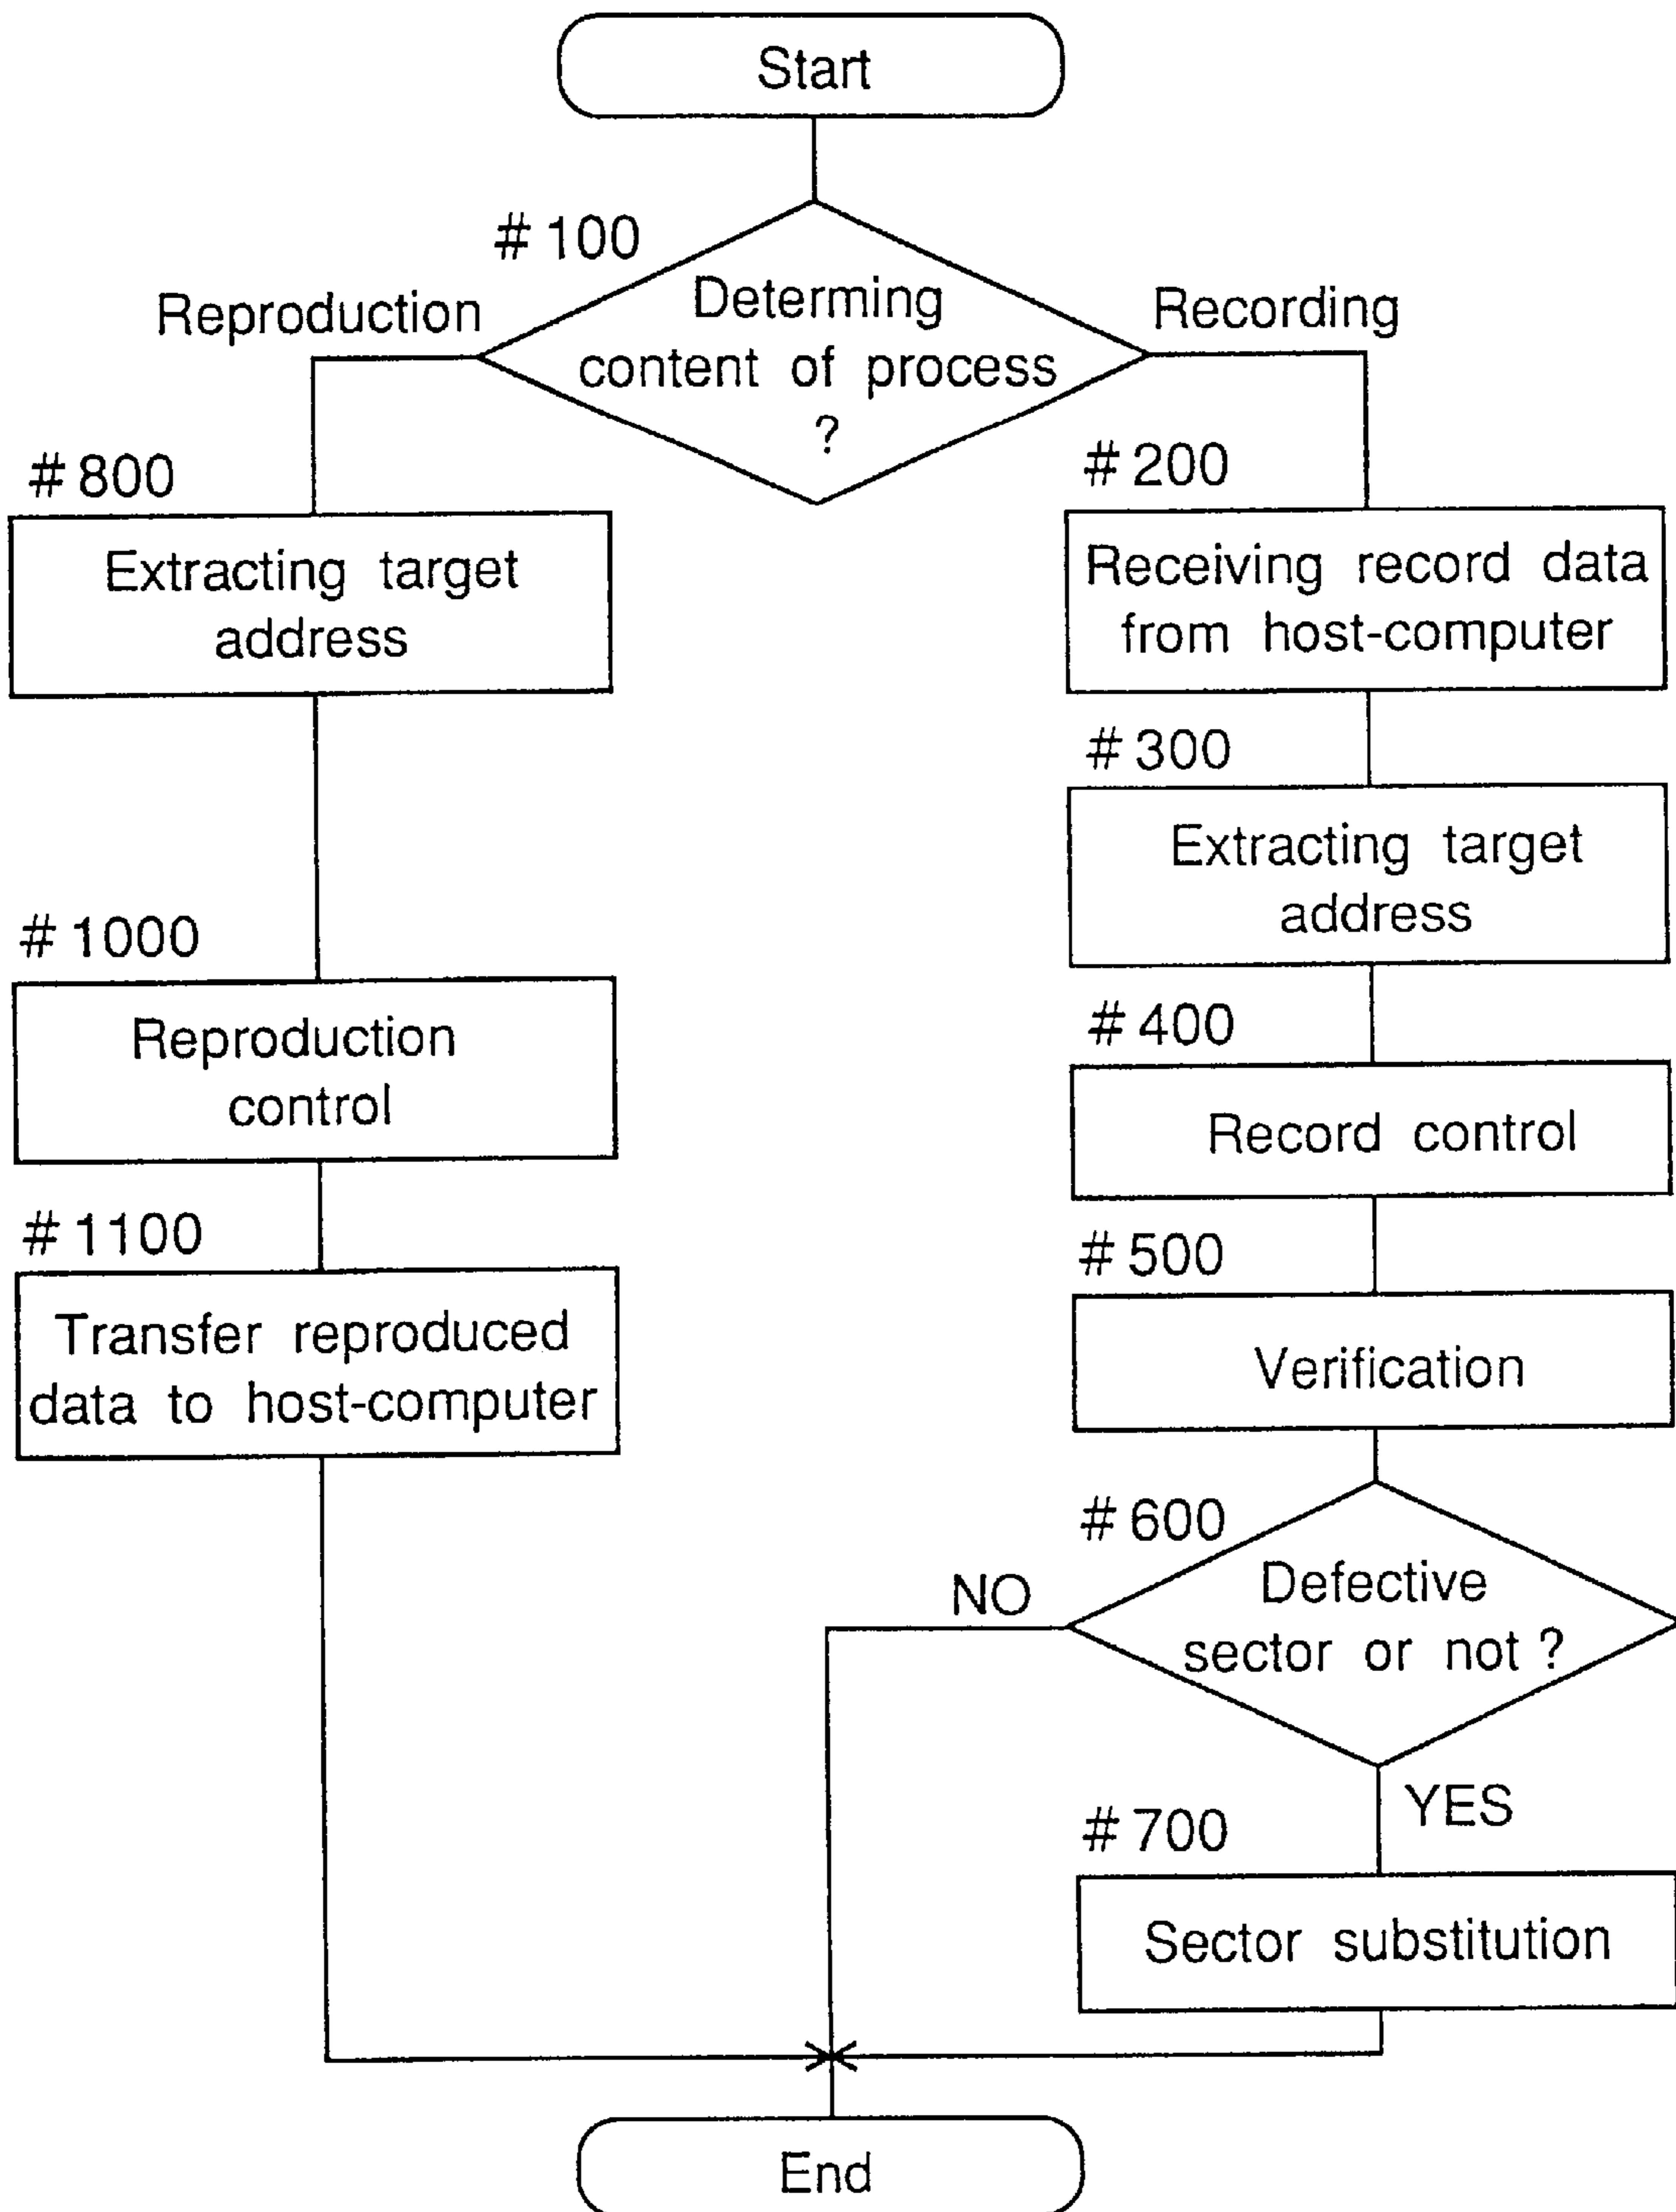 Start
# 100
Determing
content of process
?
Reproduction
Recording
# 800
Extracting target
address
# 1000
Reproduction
control
# 1100
Transfer reproduced
data to host-computer
# 200
Receiving record data
from host-computer
# 300
Extracting target
address
# 400
Record control
# 500
Verification
# 600
Defective
sector or not ?
NO
YES
# 700
Sector substitution
End